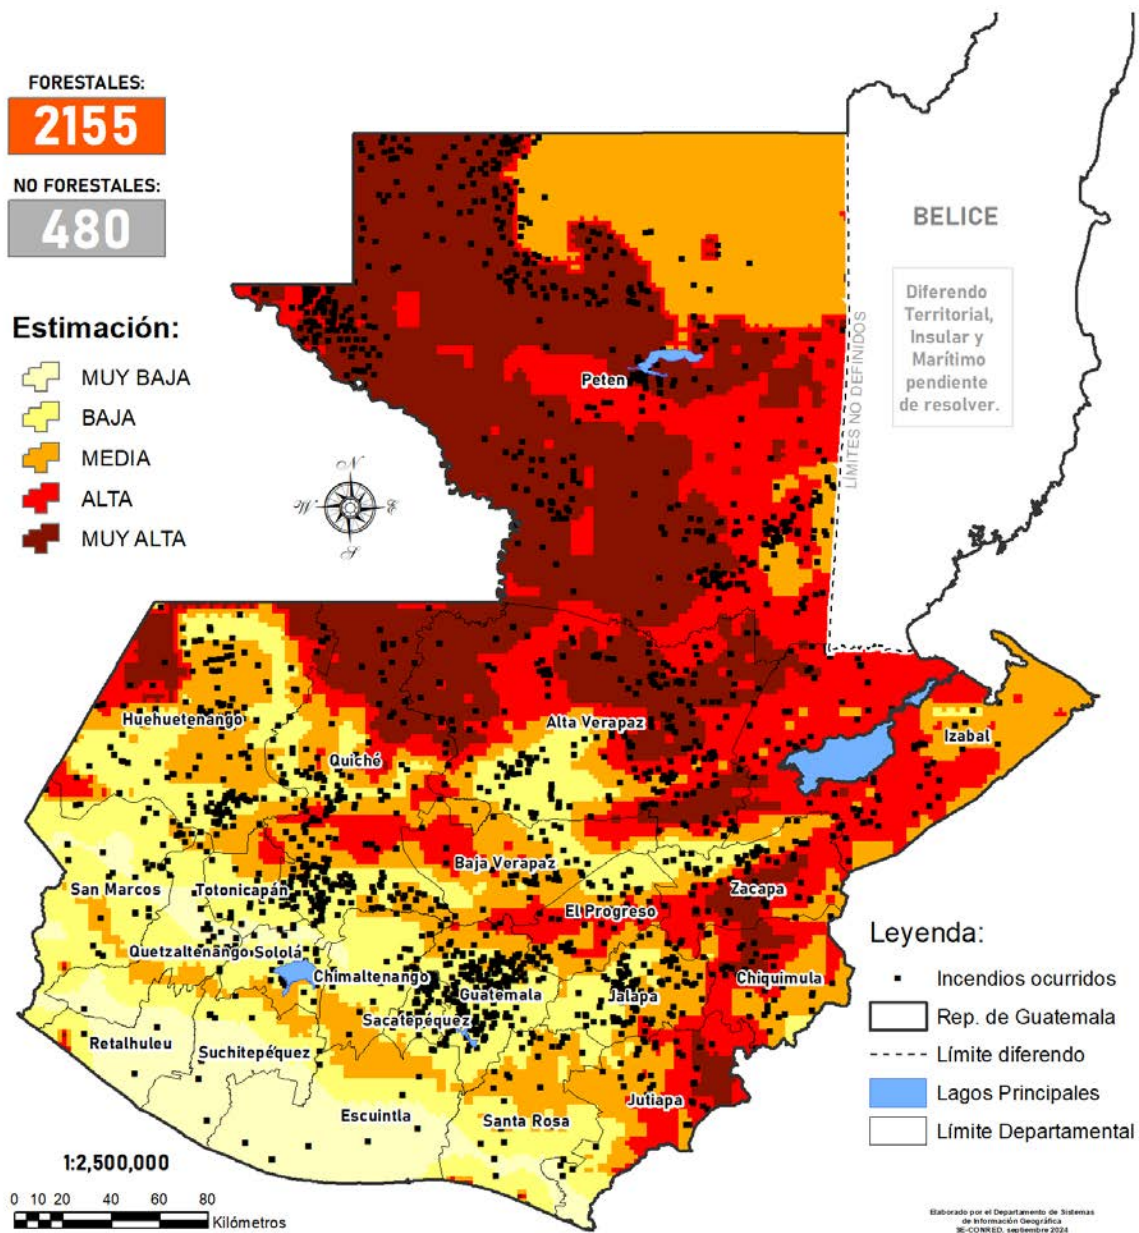 FORESTALES:
2155
NO FORESTALES:
480
BELICE
Diferendo
Territorial,
Insular y
Marítimo
pendiente
de resolver.
LÍMITES NO DEFINIDOS
Estimación:
MUY BAJA
BAJA
MEDIA
ALTA
MUY ALTA
N
W
E
S
Peten
Huehuetenango
Alta Verapaz
Izabal
Quiché
Baja Verapaz
San Marcos
Totonicapán
Zacapa
El Progreso
Quetzaltenango
Sololá
Chimaltenango
Guatemala
Jalapa
Chiquimula
Sacatepéquez
Retalhuleu
Suchitepéquez
Escuintla
Santa Rosa
Jutiapa
Leyenda:
Incendios ocurridos
Rep. de Guatemala
Límite diferendo
Lagos Principales
Límite Departamental
1:2,500,000
0 10 20 40 60 80
Kilómetros
Elaborado por el Departamento de Sistemas
de Información Geográfica
SE-CONRED, septiembre 2024